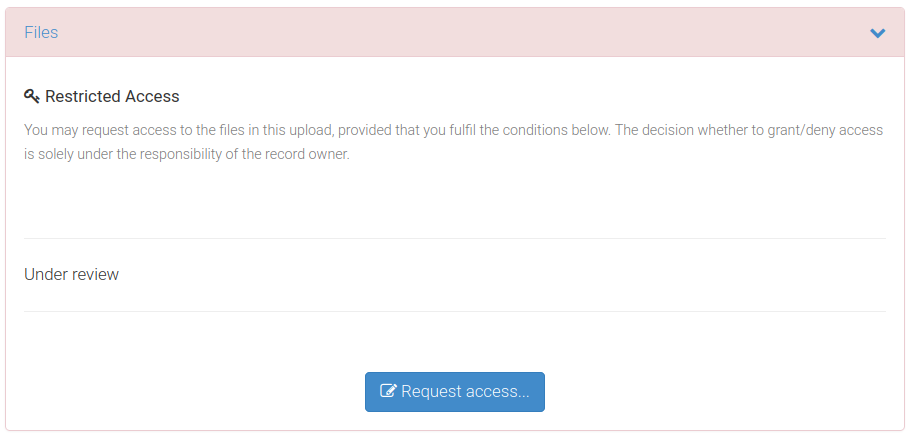 Files
Restricted Access
You may request access to the files in this upload, provided that you fulfil the conditions below. The decision whether to grant/deny access
is solely under the responsibility of the record owner.
Under review
Request access...